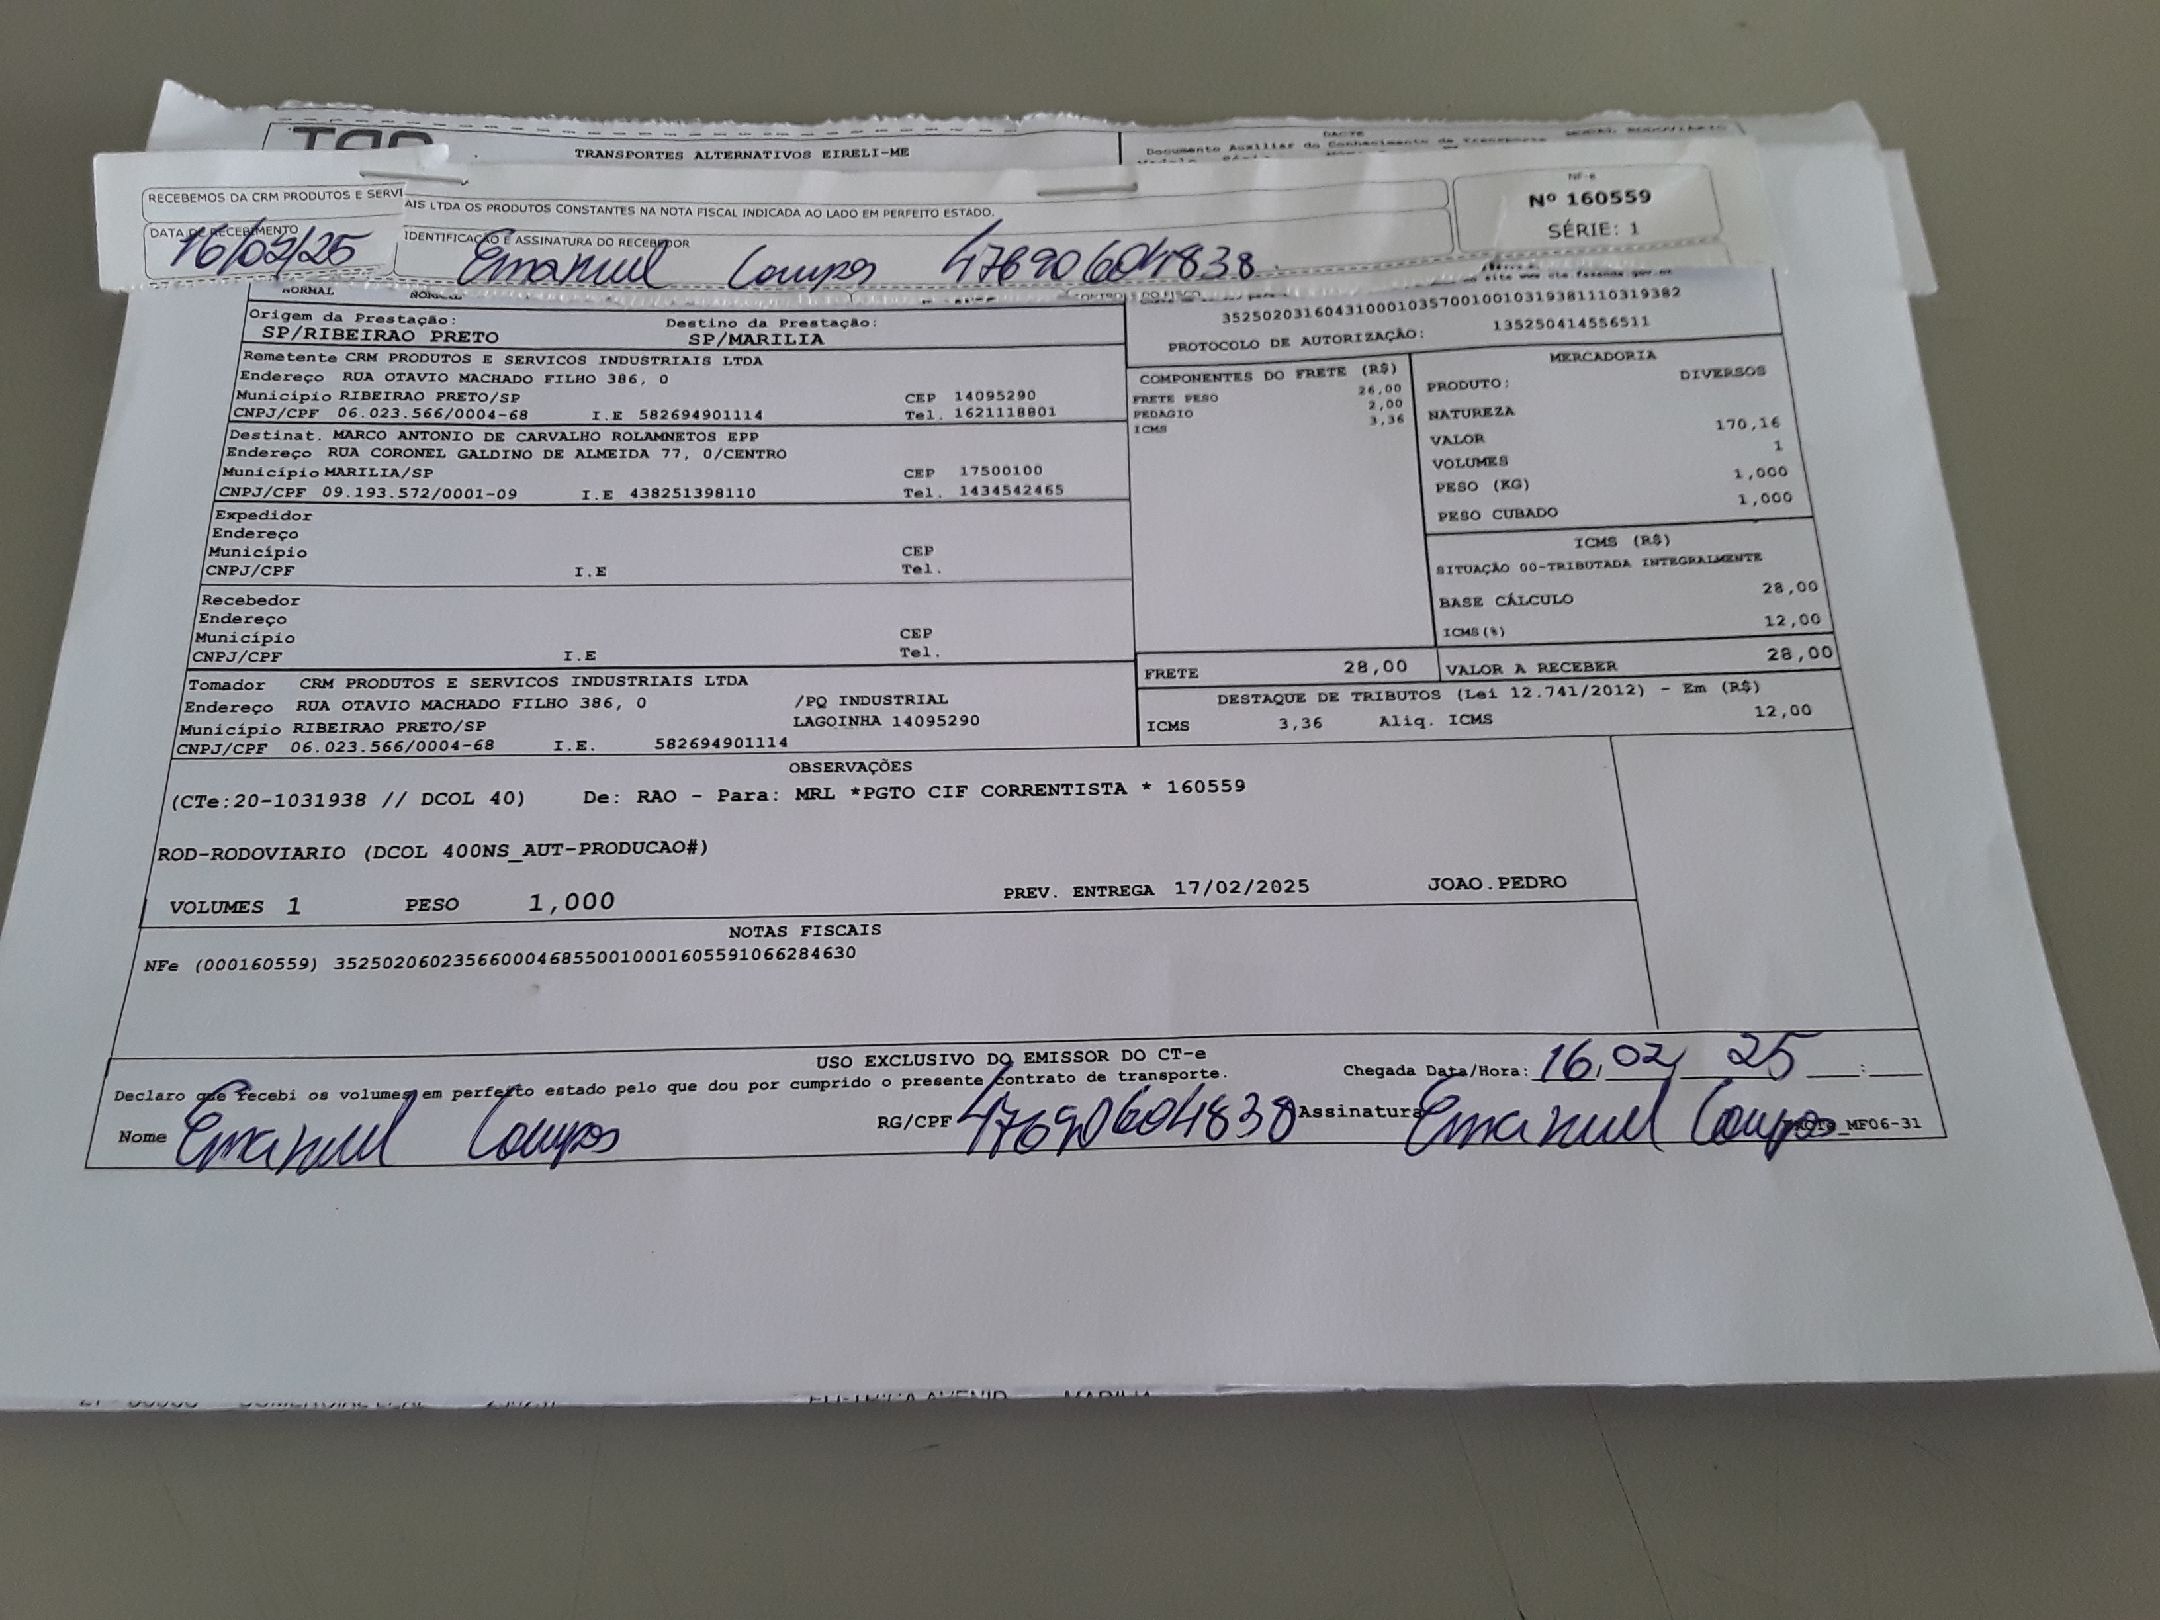 TRANSPORTES ALTERNATIVOS EIRELI-ME
DACTE
Documento Auxiliar do Conhecimento de Transporte
RECEBEMOS DA CRM PRODUTOS E SERVI
AIS LTDA OS PRODUTOS CONSTANTES NA NOTA FISCAL INDICADA AO LADO EM PERFEITO ESTADO.
NF-e
Nº 160559
SÉRIE: 1
DATA DE RECEBIMENTO
16/02/25
IDENTIFICAÇÃO E ASSINATURA DO RECEBEDOR
Emanuel Campos 47690604838
NORMAL NORMAL
35250203160431000103570010010319381110319382
PROTOCOLO DE AUTORIZAÇÃO: 135250414556511
Origem da Prestação: Destino da Prestação:
SP/RIBEIRAO PRETO SP/MARILIA
Remetente CRM PRODUTOS E SERVICOS INDUSTRIAIS LTDA
Endereço RUA OTAVIO MACHADO FILHO 386, 0
Município RIBEIRAO PRETO/SP CEP 14095290
CNPJ/CPF 06.023.566/0004-68 I.E 582694901114 Tel. 1621118801
Destinat. MARCO ANTONIO DE CARVALHO ROLAMNETOS EPP
Endereço RUA CORONEL GALDINO DE ALMEIDA 77, 0/CENTRO
Município MARILIA/SP CEP 17500100
CNPJ/CPF 09.193.572/0001-09 I.E 438251398110 Tel. 1434542465
Expedidor
Endereço
Município CEP
CNPJ/CPF I.E Tel.
Recebedor
Endereço
Município CEP
CNPJ/CPF I.E Tel.
Tomador CRM PRODUTOS E SERVICOS INDUSTRIAIS LTDA
Endereço RUA OTAVIO MACHADO FILHO 386, 0 /PQ INDUSTRIAL
Município RIBEIRAO PRETO/SP LAGOINHA 14095290
CNPJ/CPF 06.023.566/0004-68 I.E. 582694901114
COMPONENTES DO FRETE (R$)
FRETE PESO 26,00
PEDAGIO 2,00
ICMS 3,36
MERCADORIA
PRODUTO: DIVERSOS
NATUREZA
VALOR 170,16
VOLUMES 1
PESO (KG) 1,000
PESO CUBADO 1,000
ICMS (R$)
SITUAÇÃO 00-TRIBUTADA INTEGRALMENTE
BASE CÁLCULO 28,00
ICMS(%) 12,00
FRETE 28,00 VALOR A RECEBER 28,00
DESTAQUE DE TRIBUTOS (Lei 12.741/2012) - Em (R$)
ICMS 3,36 Aliq. ICMS 12,00
OBSERVAÇÕES
(CTe:20-1031938 // DCOL 40) De: RAO - Para: MRL *PGTO CIF CORRENTISTA * 160559
ROD-RODOVIARIO (DCOL 400NS_AUT-PRODUCAO#)
VOLUMES 1 PESO 1,000 PREV. ENTREGA 17/02/2025 JOAO.PEDRO
NOTAS FISCAIS
NFe (000160559) 35250206023566000468550010001605591066284630
USO EXCLUSIVO DO EMISSOR DO CT-e
Declaro que recebi os volumes em perfeito estado pelo que dou por cumprido o presente contrato de transporte.
Chegada Data/Hora: 16/02/25 __:__
Nome Emanuel Campos RG/CPF 47690604838 Assinatura Emanuel Campos MF06-31